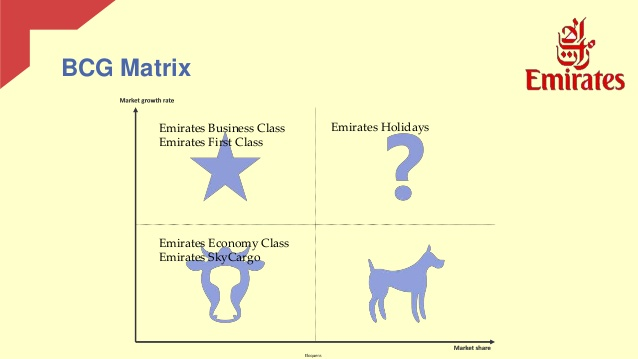 BCG Matrix
Emirates
Market growth rate
Emirates Business Class
Emirates First Class
Emirates Holidays
?
Emirates Economy Class
Emirates SkyCargo
Market share